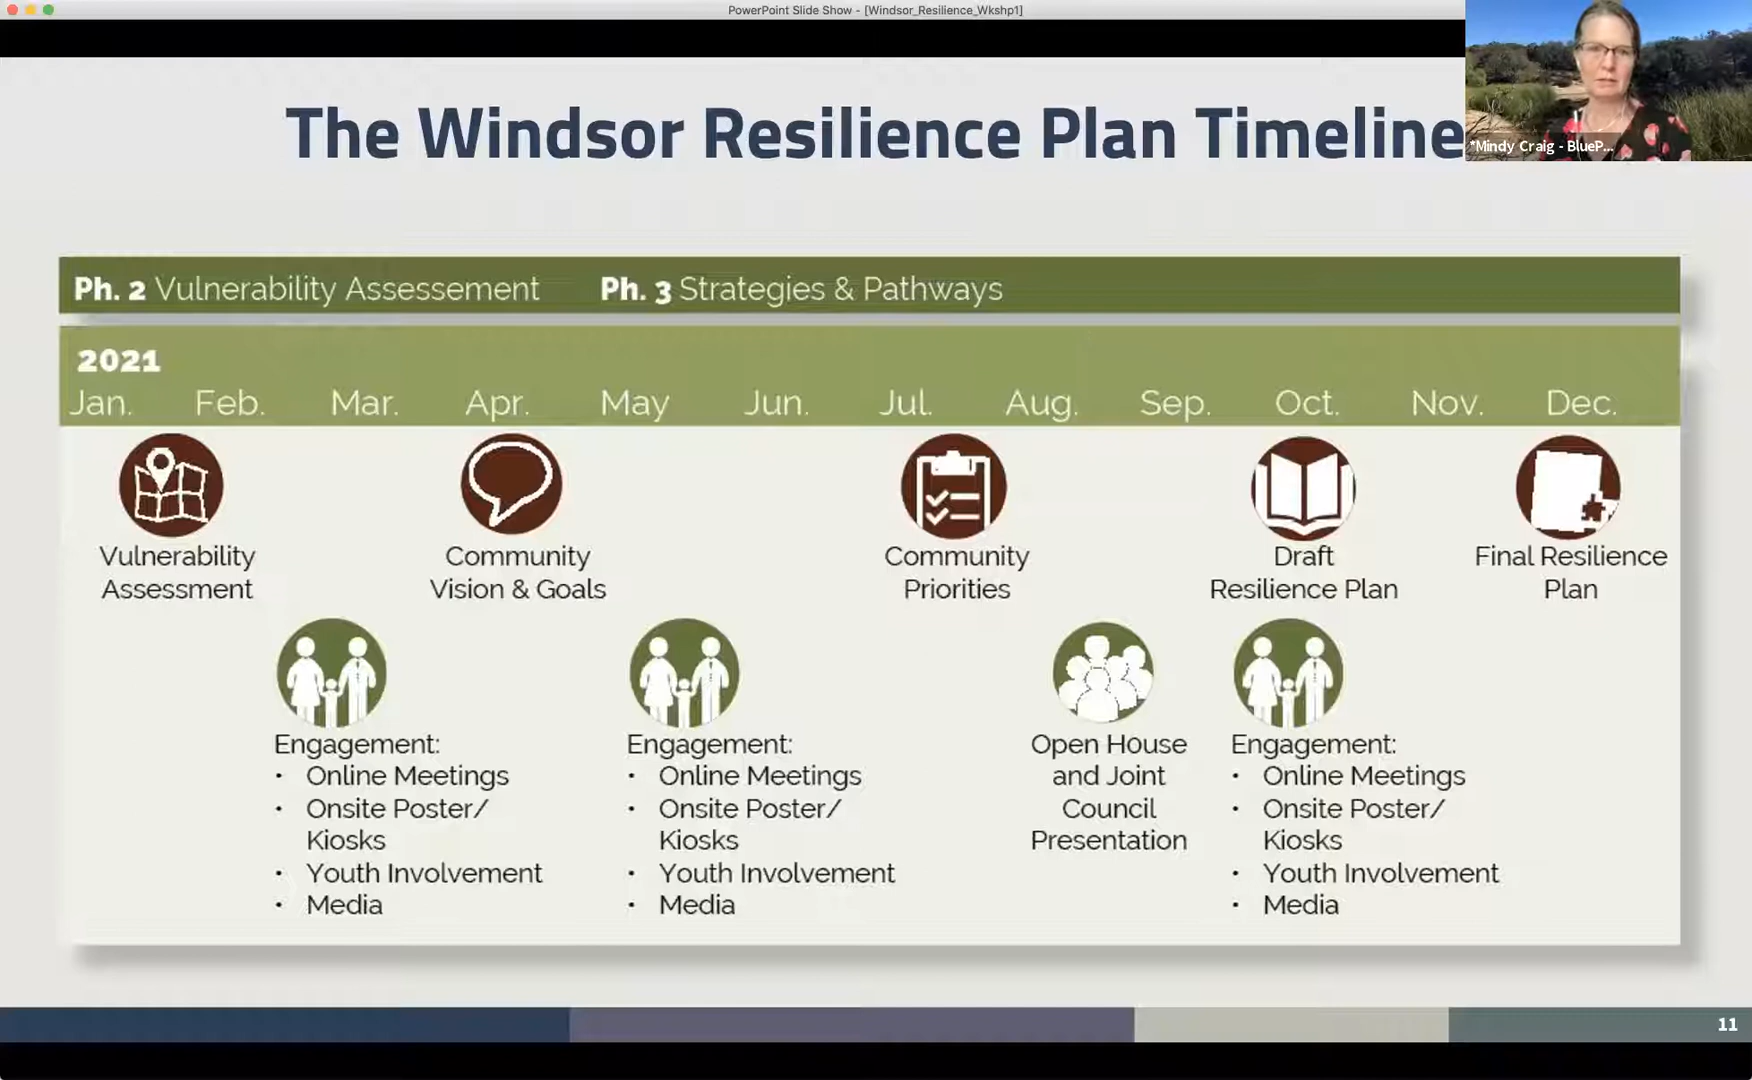 PowerPoint Slide Show - [Windsor_Resilience_Wkshp1]
The Windsor Resilience Plan Timeline
*Mindy Craig - BlueP...
Ph. 2 Vulnerability Assessement
Ph. 3 Strategies & Pathways
2021
Jan. Feb. Mar. Apr. May Jun. Jul. Aug. Sep. Oct. Nov. Dec.
Vulnerability
Assessment
Community
Vision & Goals
Community
Priorities
Draft
Resilience Plan
Final Resilience
Plan
Engagement:
• Online Meetings
• Onsite Poster/
Kiosks
• Youth Involvement
• Media
Engagement:
• Online Meetings
• Onsite Poster/
Kiosks
• Youth Involvement
• Media
Open House
and Joint
Council
Presentation
Engagement:
• Online Meetings
• Onsite Poster/
Kiosks
• Youth Involvement
• Media
11